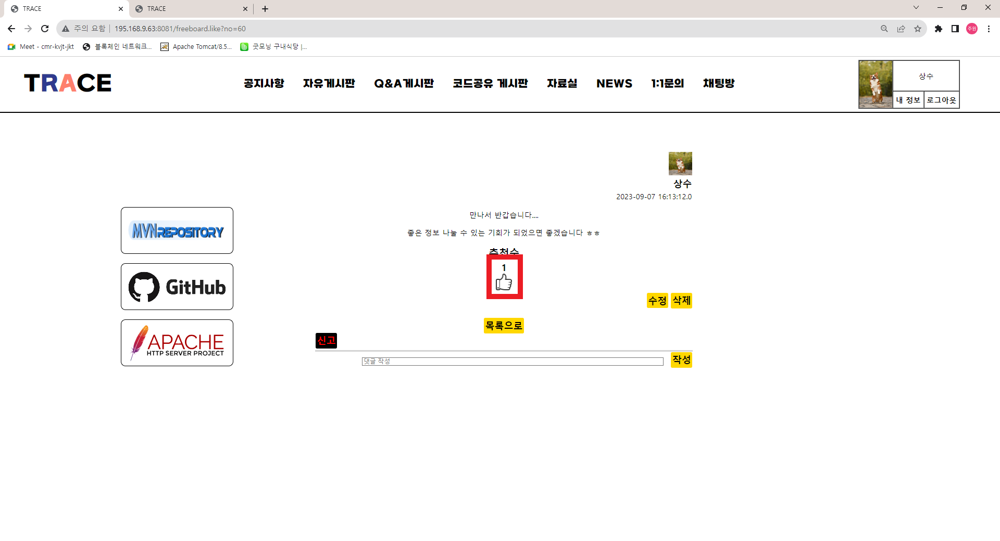 TRACE
TRACE
주의 요함
195.168.9.63:8081/freeboard.like?no=60
주원
Meet - cmr-kvjt-jkt
블록체인 네트워크...
Apache Tomcat/8.5...
굿모닝 구내식당 |...
TRACE
공지사항
자유게시판
Q&A게시판
코드공유 게시판
자료실
NEWS
1:1문의
채팅방
상수
내 정보
로그아웃
상수
2023-09-07 16:13:12.0
만나서 반갑습니다....
좋은 정보 나눌 수 있는 기회가 되었으면 좋겠습니다 ㅎㅎ
추천수
1
MVNREPOSITORY
GitHub
APACHE
HTTP SERVER PROJECT
수정
삭제
목록으로
신고
댓글 작성
작성